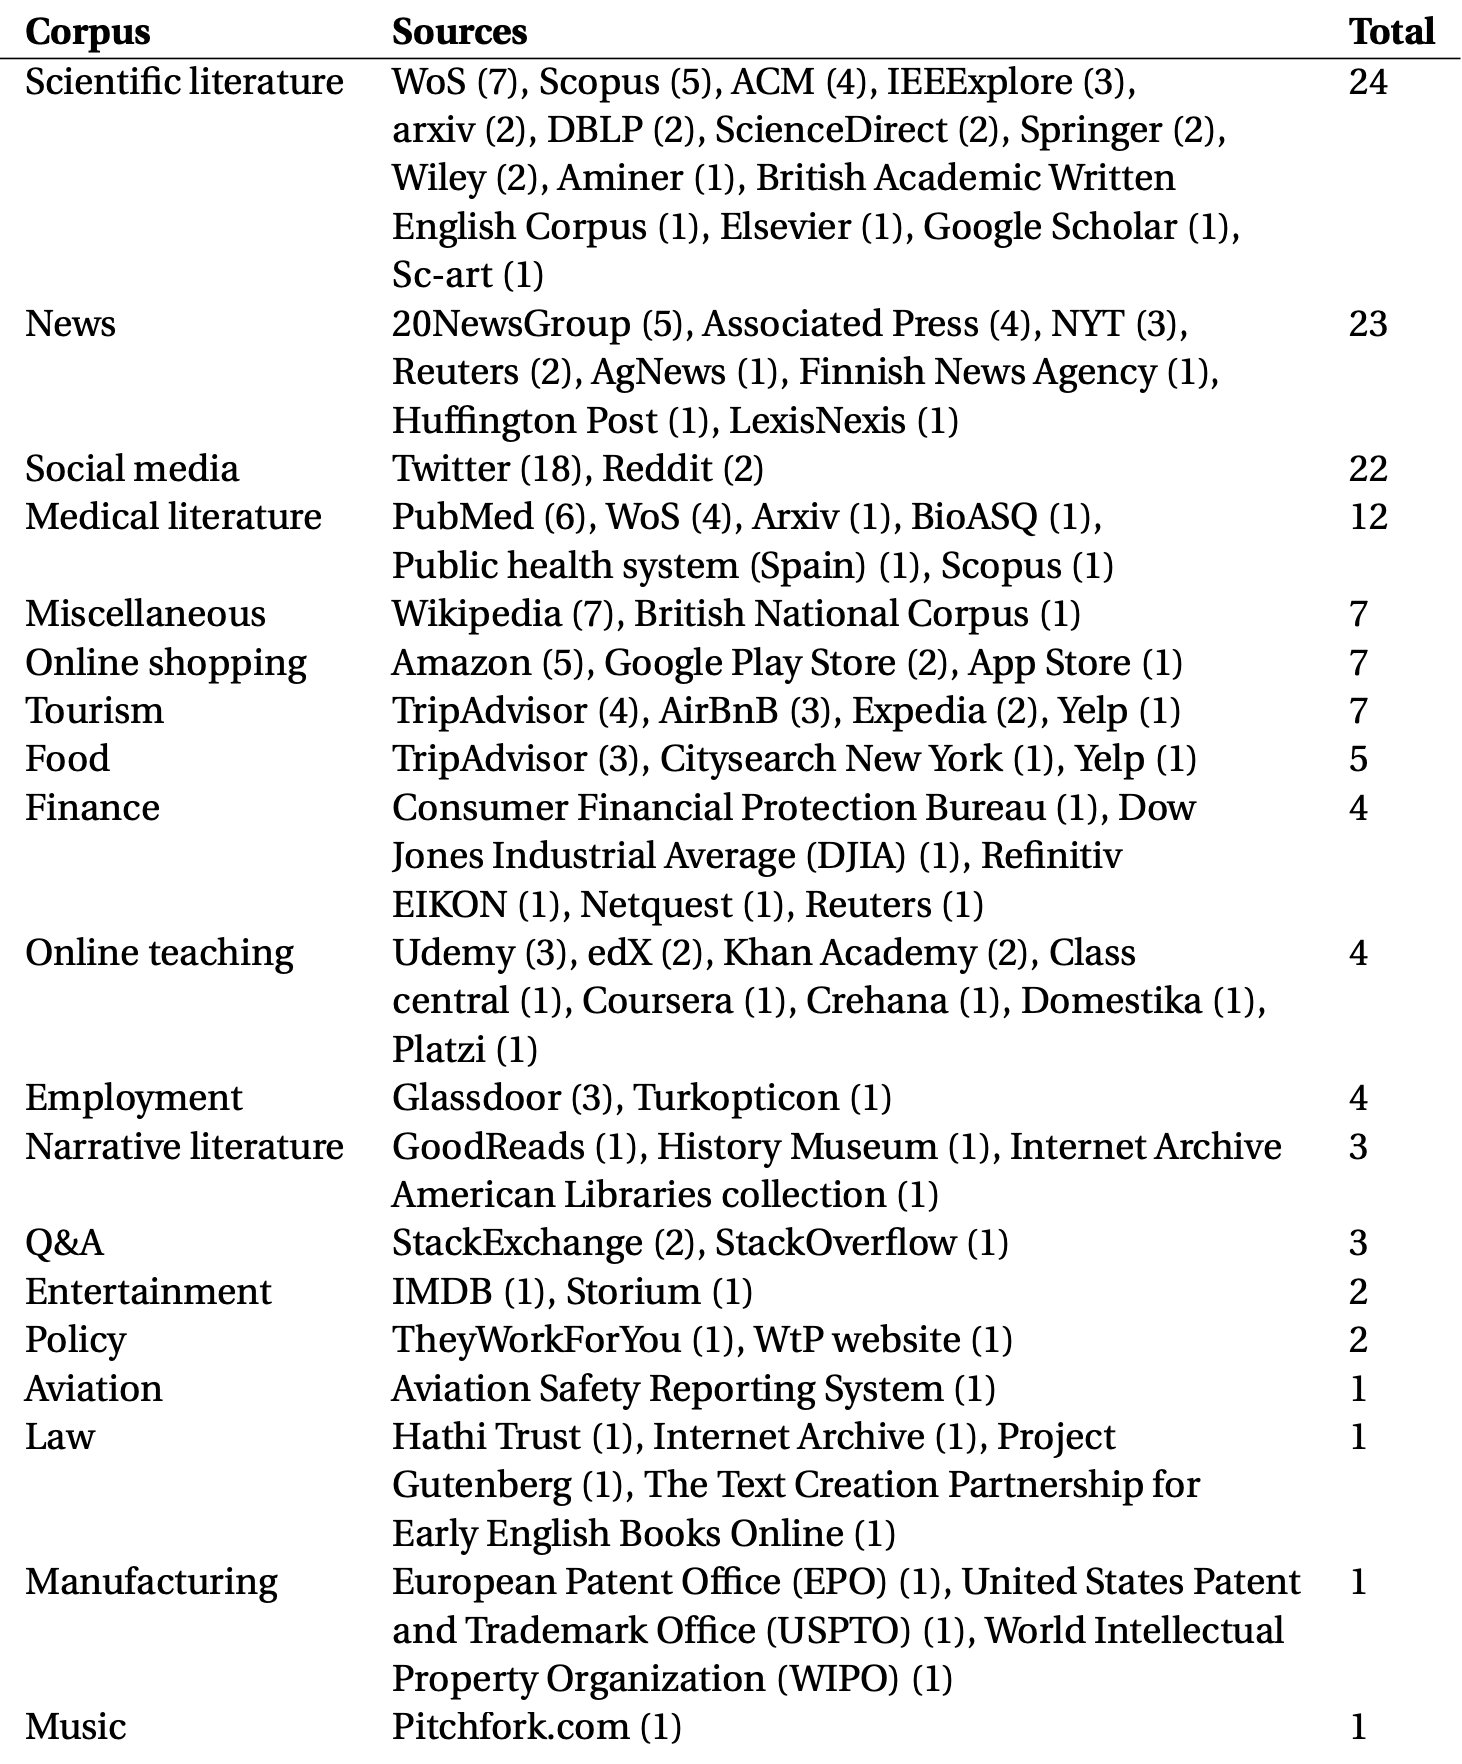 Corpus Sources Total
Scientific literature WoS (7), Scopus (5), ACM (4), IEEExplore (3), 24
arxiv (2), DBLP (2), ScienceDirect (2), Springer (2),
Wiley (2), Aminer (1), British Academic Written
English Corpus (1), Elsevier (1), Google Scholar (1),
Sc-art (1)
News 20NewsGroup (5), Associated Press (4), NYT (3), 23
Reuters (2), AgNews (1), Finnish News Agency (1),
Huffington Post (1), LexisNexis (1)
Social media Twitter (18), Reddit (2) 22
Medical literature PubMed (6), WoS (4), Arxiv (1), BioASQ (1), 12
Public health system (Spain) (1), Scopus (1)
Miscellaneous Wikipedia (7), British National Corpus (1) 7
Online shopping Amazon (5), Google Play Store (2), App Store (1) 7
Tourism TripAdvisor (4), AirBnB (3), Expedia (2), Yelp (1) 7
Food TripAdvisor (3), Citysearch New York (1), Yelp (1) 5
Finance Consumer Financial Protection Bureau (1), Dow 4
Jones Industrial Average (DJIA) (1), Refinitiv
EIKON (1), Netquest (1), Reuters (1)
Online teaching Udemy (3), edX (2), Khan Academy (2), Class 4
central (1), Coursera (1), Crehana (1), Domestika (1),
Platzi (1)
Employment Glassdoor (3), Turkopticon (1) 4
Narrative literature GoodReads (1), History Museum (1), Internet Archive 3
American Libraries collection (1)
Q&A StackExchange (2), StackOverflow (1) 3
Entertainment IMDB (1), Storium (1) 2
Policy TheyWorkForYou (1), WtP website (1) 2
Aviation Aviation Safety Reporting System (1) 1
Law Hathi Trust (1), Internet Archive (1), Project 1
Gutenberg (1), The Text Creation Partnership for
Early English Books Online (1)
Manufacturing European Patent Office (EPO) (1), United States Patent 1
and Trademark Office (USPTO) (1), World Intellectual
Property Organization (WIPO) (1)
Music Pitchfork.com (1) 1